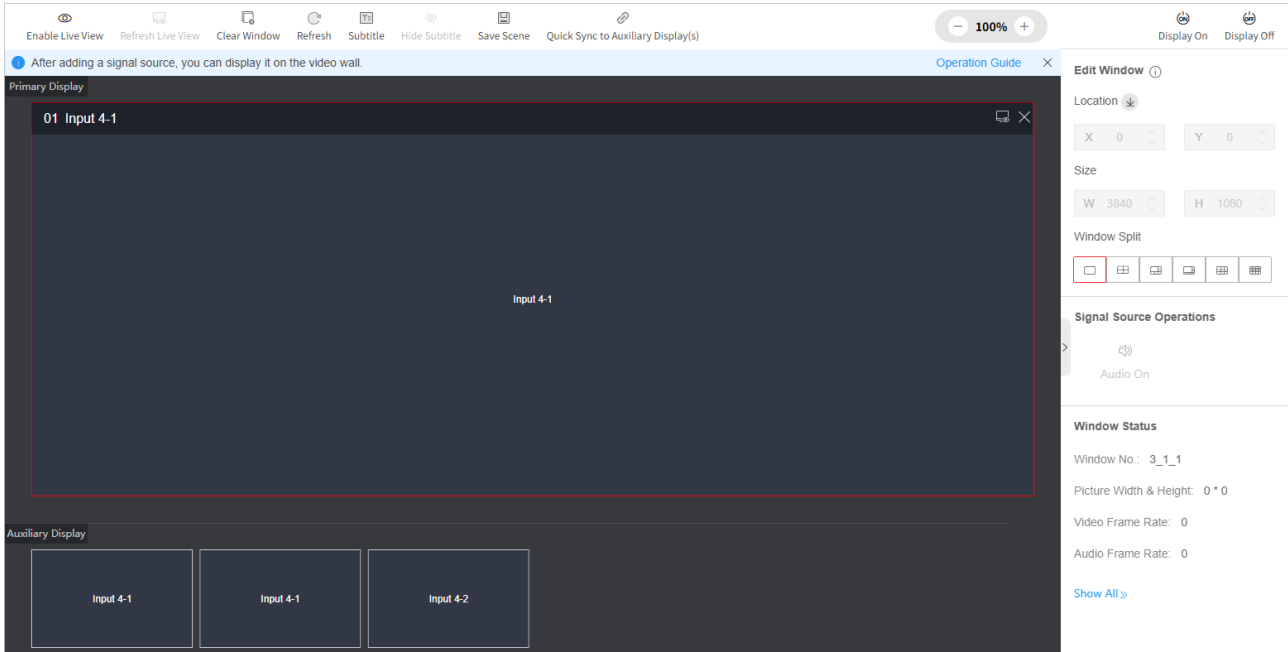 Enable Live View Refresh Live View Clear Window Refresh Subtitle Hide Subtitle Save Scene Quick Sync to Auxiliary Display(s) 100% Display On Display Off
After adding a signal source, you can display it on the video wall. Operation Guide
Primary Display
01 Input 4-1
Input 4-1
Auxiliary Display
Input 4-1 Input 4-1 Input 4-2
Edit Window
Location
X 0 Y 0
Size
W 3840 H 1080
Window Split
Signal Source Operations
Audio On
Window Status
Window No.: 3_1_1
Picture Width & Height: 0 * 0
Video Frame Rate: 0
Audio Frame Rate: 0
Show All